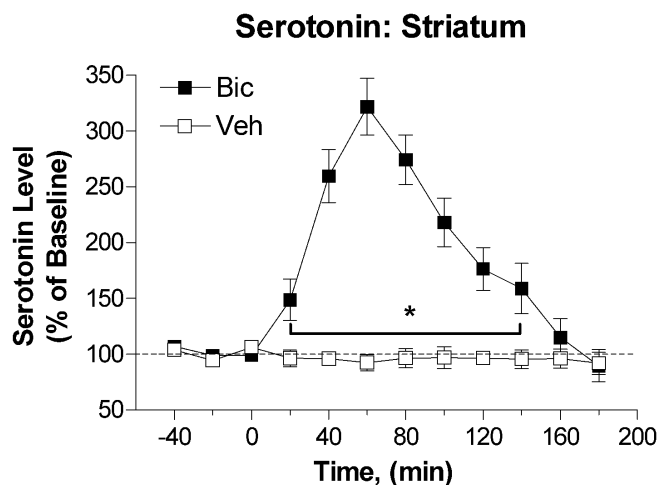 Serotonin: Striatum
Serotonin Level
(% of Baseline)
350
300
250
200
150
100
50
Bic
Veh
*
-40 0 40 80 120 160 200
Time, (min)